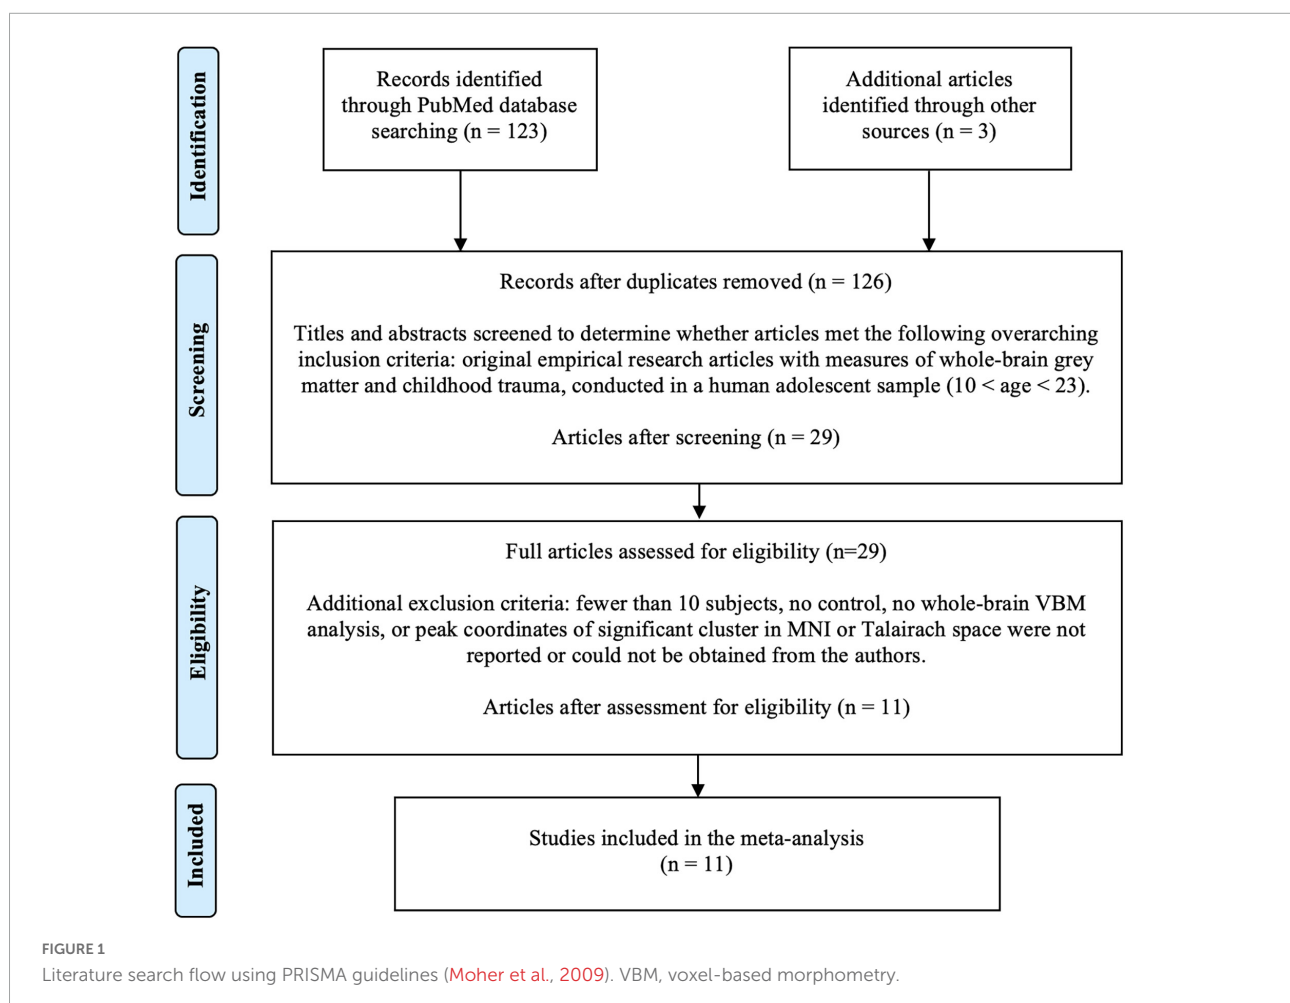 Identification
Records identified
through PubMed database
searching (n = 123)
Additional articles
identified through other
sources (n = 3)
Screening
Records after duplicates removed (n = 126)
Titles and abstracts screened to determine whether articles met the following overarching
inclusion criteria: original empirical research articles with measures of whole-brain grey
matter and childhood trauma, conducted in a human adolescent sample (10 < age < 23).
Articles after screening (n = 29)
Eligibility
Full articles assessed for eligibility (n=29)
Additional exclusion criteria: fewer than 10 subjects, no control, no whole-brain VBM
analysis, or peak coordinates of significant cluster in MNI or Talairach space were not
reported or could not be obtained from the authors.
Articles after assessment for eligibility (n = 11)
Included
Studies included in the meta-analysis
(n = 11)
FIGURE 1
Literature search flow using PRISMA guidelines (Moher et al., 2009). VBM, voxel-based morphometry.